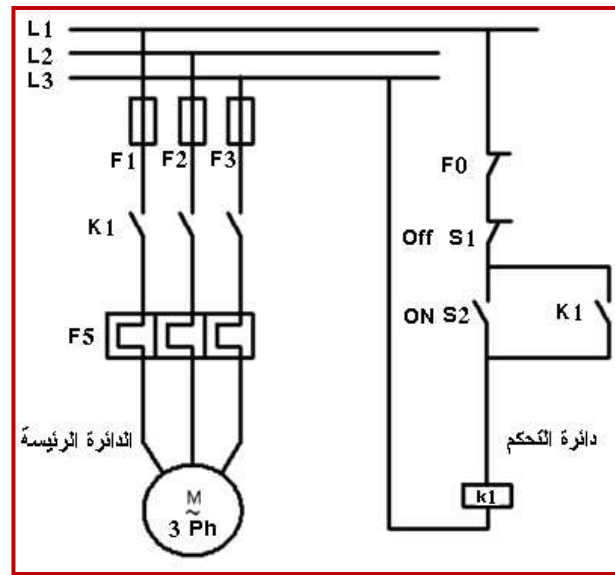 L1
L2
L3
F1 F2 F3
F0
K1
Off S1
ON S2
K1
F5
الدائرة الرئيسة
دائرة التحكم
k1
M
~
3 Ph